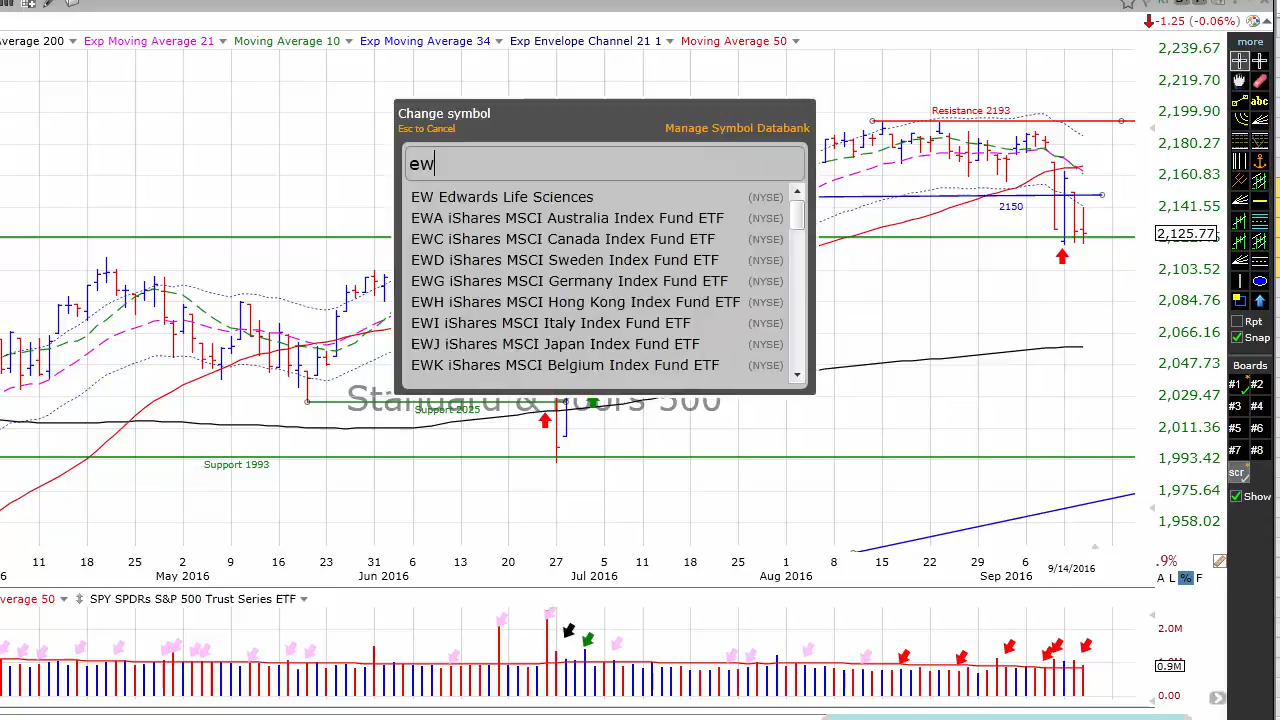 -1.25 (-0.06%)
verage 200 Exp Moving Average 21 Moving Average 10 Exp Moving Average 34 Exp Envelope Channel 21 1 Moving Average 50
more
2,239.67
2,219.70
2,199.90
2,180.23
2,160.83
2,141.55
2,125.77
2,103.52
2,084.76
2,066.16
2,047.73
2,029.47
2,011.36
1,993.42
1,975.64
1,958.02
Change symbol
Esc to Cancel
Manage Symbol Databank
ew
EW Edwards Life Sciences (NYSE)
EWA iShares MSCI Australia Index Fund ETF (NYSE)
EWC iShares MSCI Canada Index Fund ETF (NYSE)
EWD iShares MSCI Sweden Index Fund ETF (NYSE)
EWG iShares MSCI Germany Index Fund ETF (NYSE)
EWH iShares MSCI Hong Kong Index Fund ETF (NYSE)
EWI iShares MSCI Italy Index Fund ETF (NYSE)
EWJ iShares MSCI Japan Index Fund ETF (NYSE)
EWK iShares MSCI Belgium Index Fund ETF (NYSE)
Resistance 2193
2150
Support 2025
Support 1993
abc
Rpt
Snap
Boards
#1 #2
#3 #4
#5 #6
#7 #8
scr
Show
11 18 25 2 9 16 23 31 6 13 20 27 5 11 18 25 1 8 15 22 29 6 9/14/2016
6 May 2016 Jun 2016 Jul 2016 Aug 2016 Sep 2016
.9%
A L % F
verage 50 SPY SPDRs S&P 500 Trust Series ETF
2.0M
0.9M
0.00